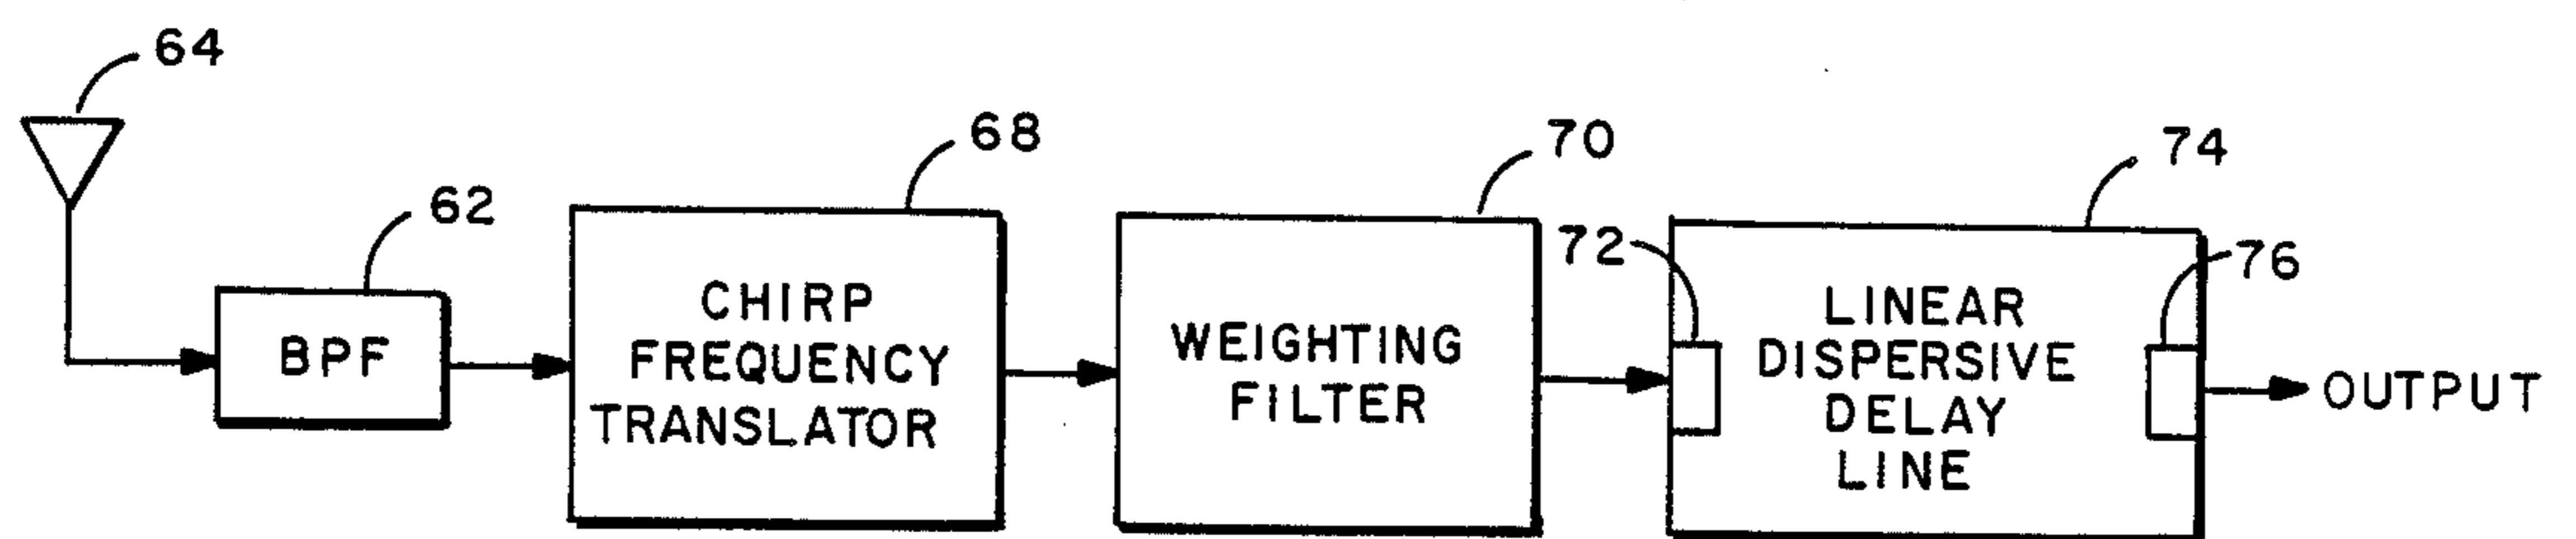 64
68
70
74
62
72
76
BPF
CHIRP
FREQUENCY
TRANSLATOR
WEIGHTING
FILTER
LINEAR
DISPERSIVE
DELAY
LINE
OUTPUT